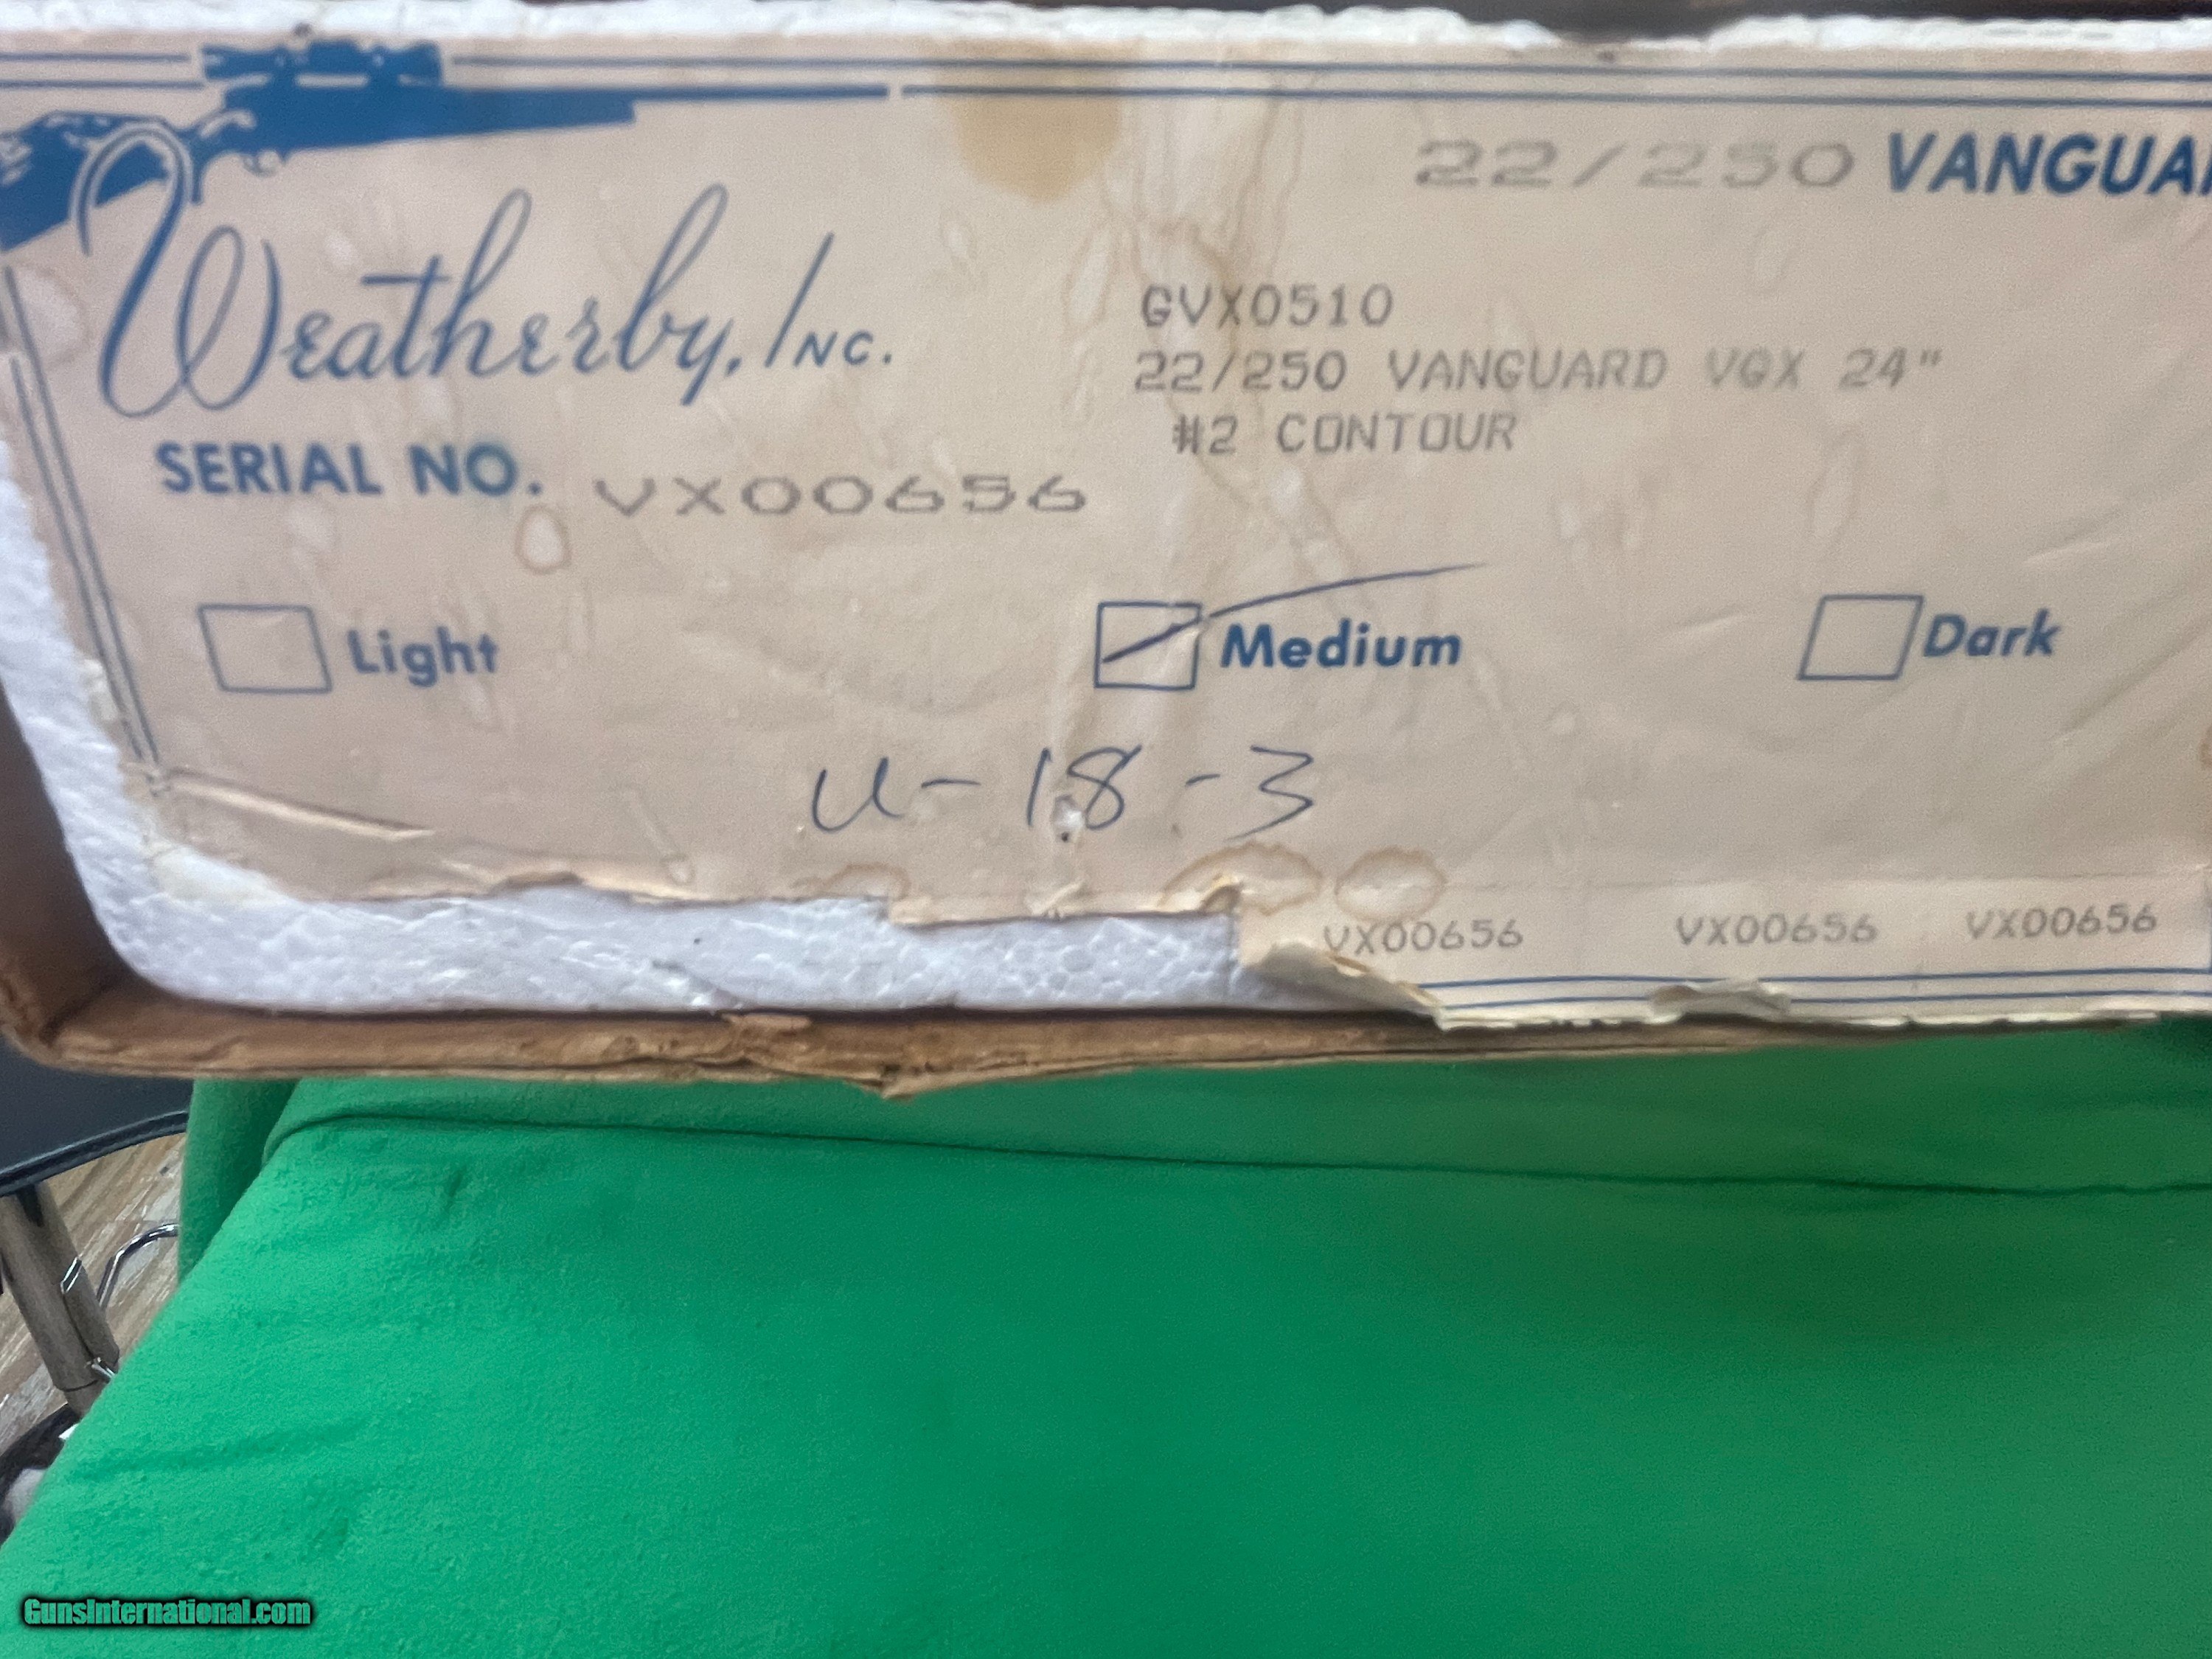 22/250 VANGUA
Weatherby, Inc.
GVX0510
22/250 VANGUARD VGX 24"
#2 CONTOUR
SERIAL NO. VX00656
Light Medium Dark
u-18-3
VX00656 VX00656 VX00656
GunsInternational.com